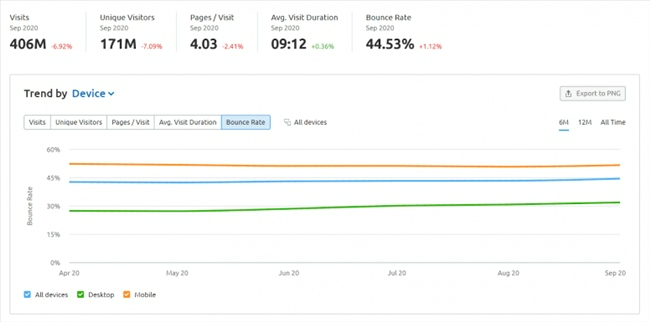 Visits Unique Visitors Pages / Visit Avg. Visit Duration Bounce Rate
Sep 2020 Sep 2020 Sep 2020 Sep 2020 Sep 2020
406M -6.92% 171M -7.09% 4.03 -2.41% 09:12 +0.36% 44.53% +1.12%
Trend by Device
Export to PNG
Visits Unique Visitors Pages / Visit Avg. Visit Duration Bounce Rate All devices 6M 12M All Time
60%
45%
30%
15%
0%
Bounce Rate
Apr 20 May 20 Jun 20 Jul 20 Aug 20 Sep 20
All devices Desktop Mobile